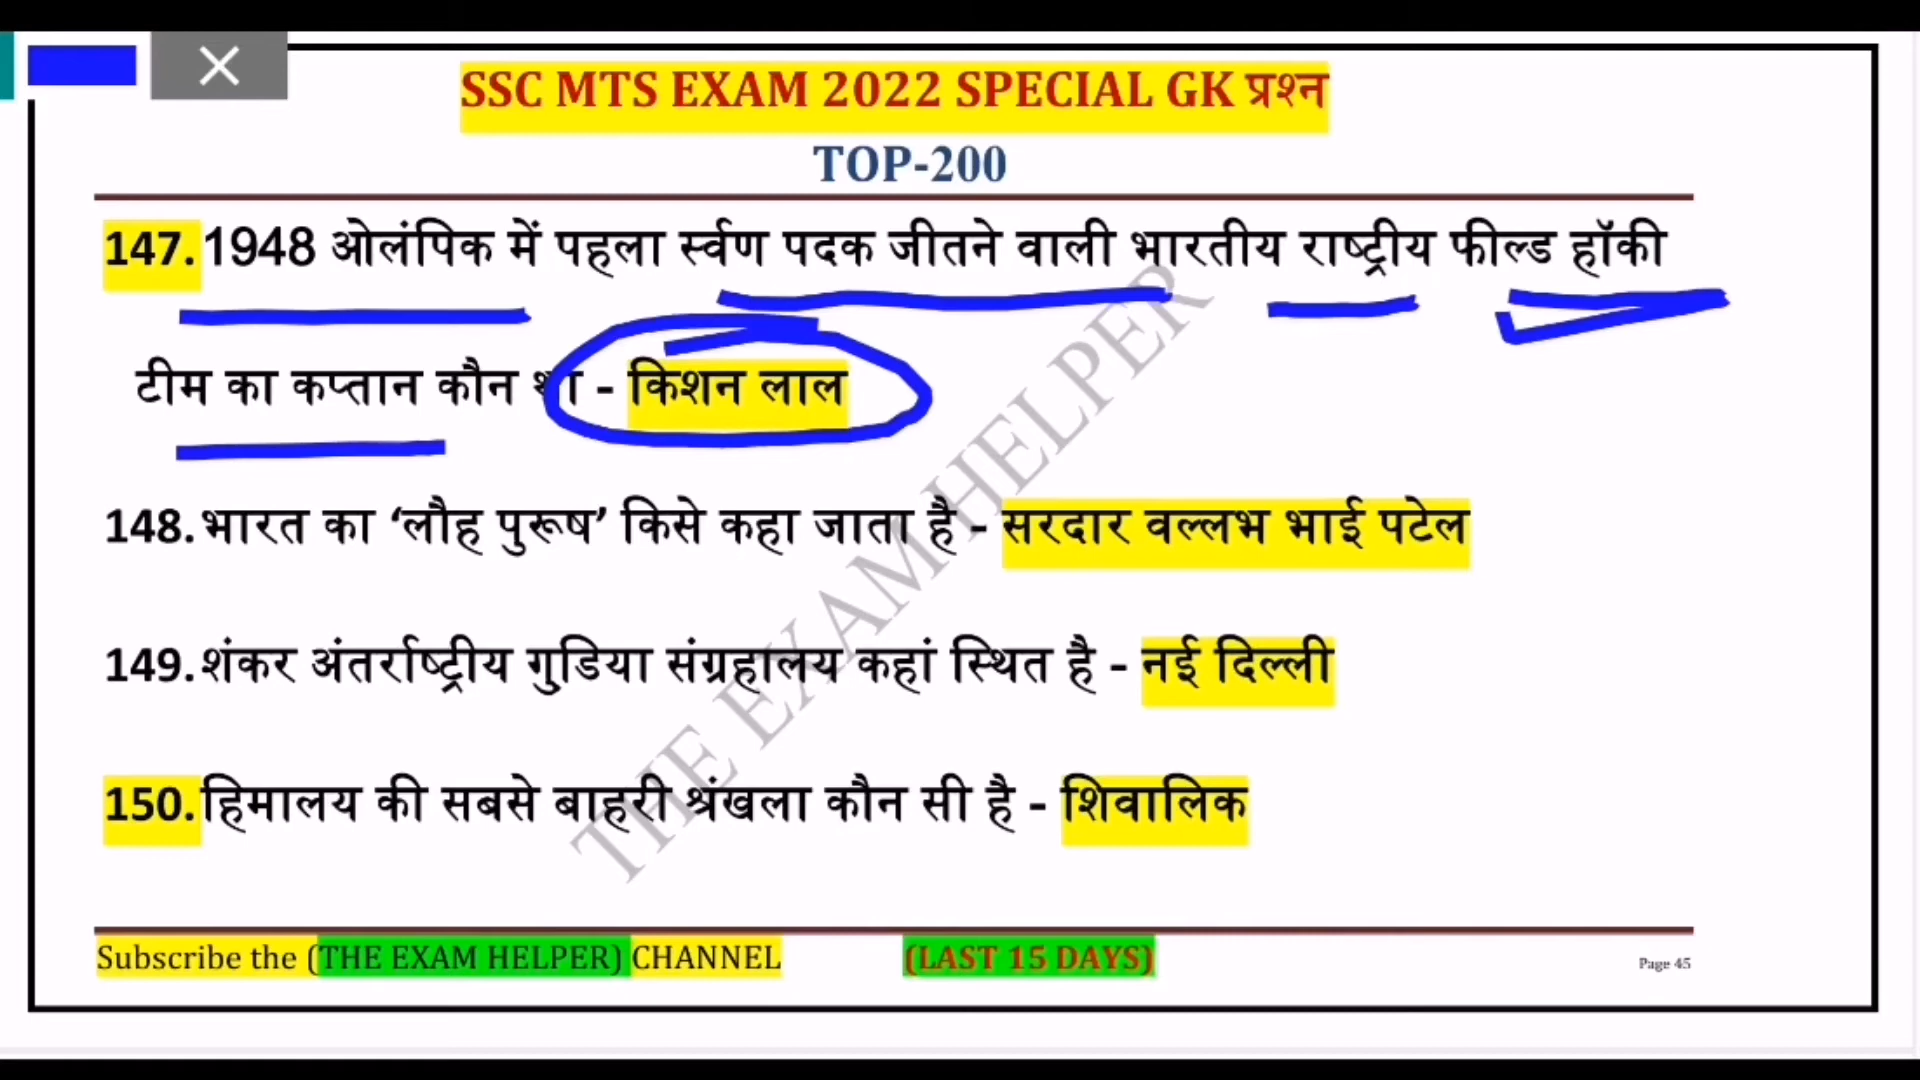 SSC MTS EXAM 2022 SPECIAL GK प्रश्न
TOP-200
147. 1948 ओलंपिक में पहला र्स्वण पदक जीतने वाली भारतीय राष्ट्रीय फील्ड हॉकी
टीम का कप्तान कौन था - किशन लाल
148. भारत का ‘लौह पुरूष’ किसे कहा जाता है - सरदार वल्लभ भाई पटेल
149. शंकर अंतर्राष्ट्रीय गुडिया संग्रहालय कहां स्थित है - नई दिल्ली
150. हिमालय की सबसे बाहरी श्रंखला कौन सी है - शिवालिक
THE EXAM HELPER
Subscribe the (THE EXAM HELPER) CHANNEL (LAST 15 DAYS) Page 45